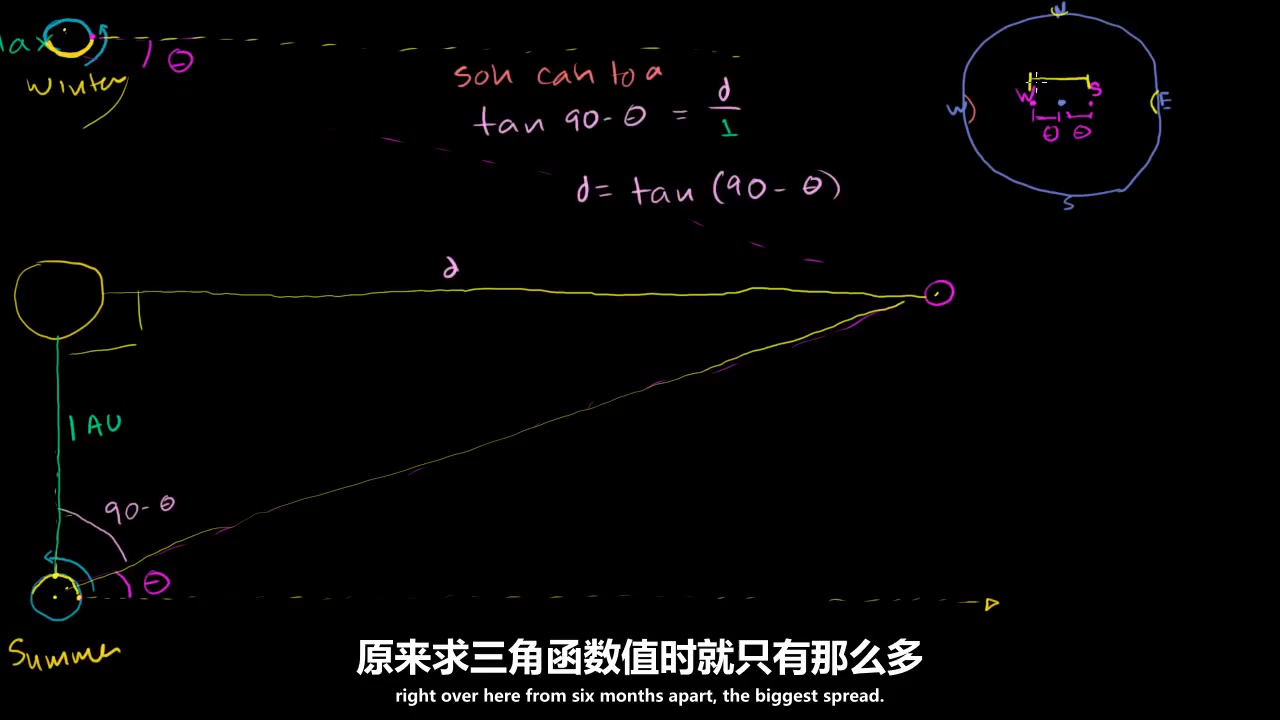 lax
Winter
θ
soh cah toa
tan 90-θ = d
1
d= tan (90-θ)
N
W
E
S
W
S
θ
θ
d
1 AU
90-θ
θ
Summer
原来求三角函数值时就只有那么多
right over here from six months apart, the biggest spread.